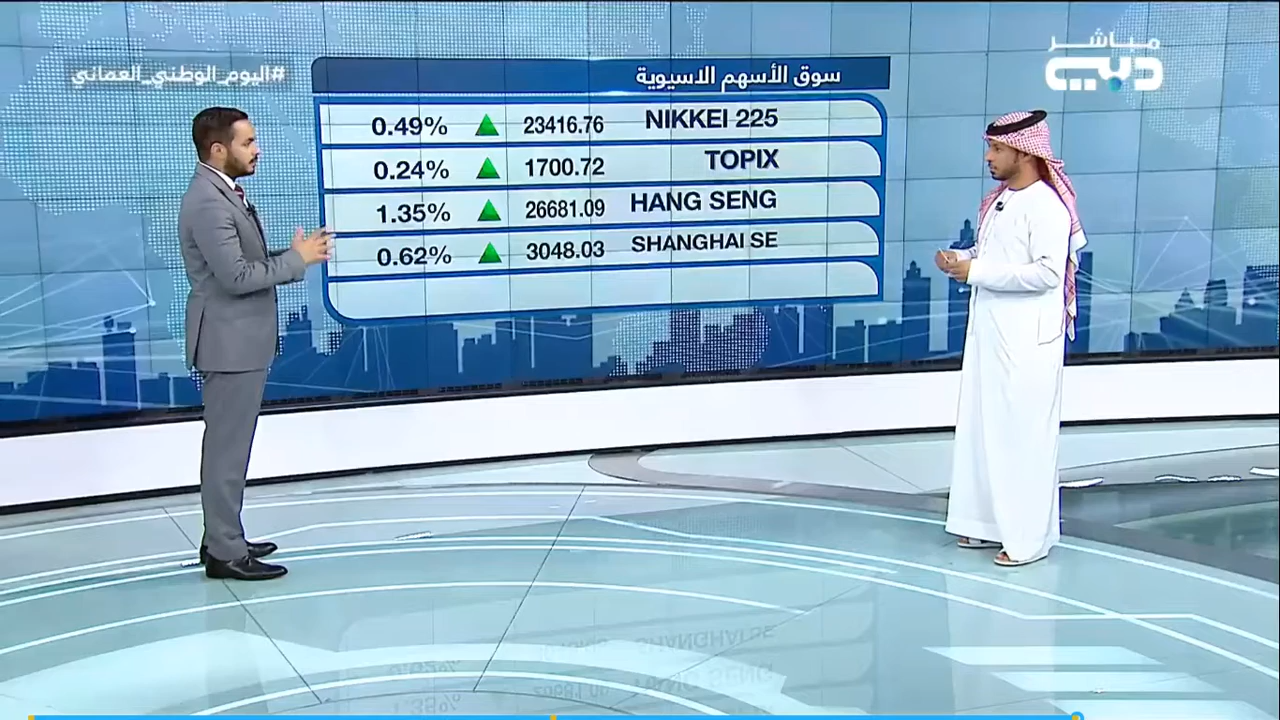 مباشر
دبي
#اليوم_الوطني_العماني
سوق الأسهم الاسيوية
NIKKEI 225 23416.76 ▲ 0.49%
TOPIX 1700.72 ▲ 0.24%
HANG SENG 26681.09 ▲ 1.35%
SHANGHAI SE 3048.03 ▲ 0.62%